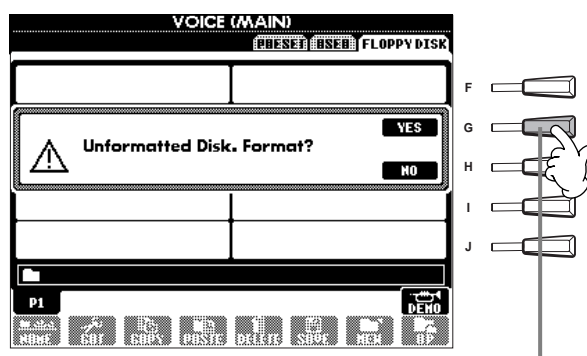 VOICE (MAIN)
PRESET USER FLOPPY DISK
F
Unformatted Disk. Format?
YES
G
NO
H
I
J
P1
DEMO
NAME CUT COPY PASTE DELETE SAVE NEW UP